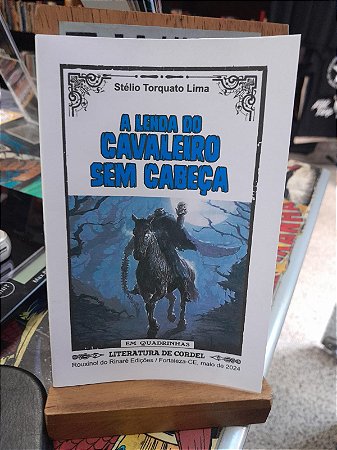 Stélio Torquato Lima
A LENDA DO
CAVALEIRO
SEM CABEÇA
EM QUADRINHAS
LITERATURA DE CORDEL
Rouxinol do Rinaré Edições / Fortaleza-CE, maio de 2024